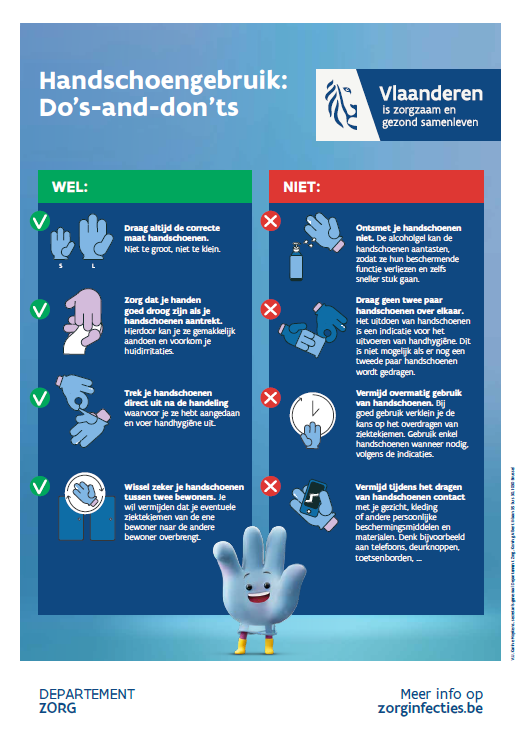 Handschoengebruik:
Do's-and-don'ts
Vlaanderen
is zorgzaam en
gezond samenleven
WEL:
S
L
Draag altijd de correcte
maat handschoenen.
Niet te groot, niet te klein.
Zorg dat je handen
goed droog zijn als je
handschoenen aantrekt.
Hierdoor kan je ze gemakkelijk
aandoen en voorkom je
huidirritaties.
Trek je handschoenen
direct uit na de handeling
waarvoor je ze hebt aangedaan
en voer handhygiëne uit.
Wissel zeker je handschoenen
tussen twee bewoners. Je
wil vermijden dat je eventuele
ziektekiemen van de ene
bewoner naar de andere
bewoner overbrengt.
NIET:
Ontsmet je handschoenen
niet. De alcoholgel kan de
handschoenen aantasten,
zodat ze hun beschermende
functie verliezen en zelfs
sneller stuk gaan.
Draag geen twee paar
handschoenen over elkaar.
Het uitdoen van handschoenen
is een indicatie voor het
uitvoeren van handhygiëne. Dit
is niet mogelijk als er nog een
tweede paar handschoenen
wordt gedragen.
Vermijd overmatig gebruik
van handschoenen. Bij
goed gebruik verklein je de
kans op het overdragen van
ziektekiemen. Gebruik enkel
handschoenen wanneer nodig,
volgens de indicaties.
Vermijd tijdens het dragen
van handschoenen contact
met je gezicht, kleding
of andere persoonlijke
beschermingsmiddelen en
materialen. Denk bijvoorbeeld
aan telefoons, deurknoppen,
toetsenborden, ...
DEPARTEMENT
ZORG
Meer info op
zorginfecties.be